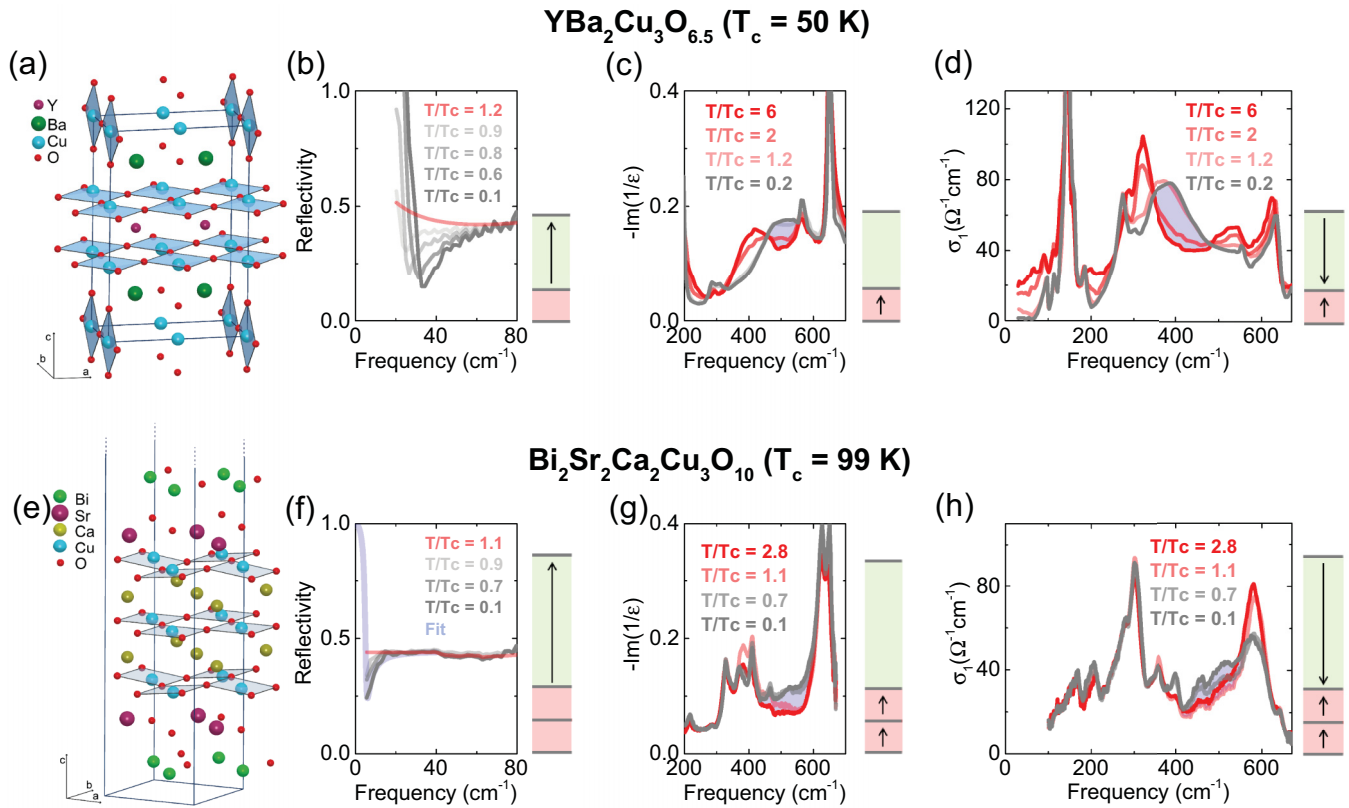 YBa₂Cu₃O₆.₅ (T_c = 50 K)
(a)
Y
Ba
Cu
O
c
b
a
(b)
Reflectivity
1.0
0.5
0.0
0
40
80
Frequency (cm⁻¹)
T/Tc = 1.2
T/Tc = 0.9
T/Tc = 0.8
T/Tc = 0.6
T/Tc = 0.1
(c)
-Im(1/ε)
0.4
0.2
0.0
200
400
600
Frequency (cm⁻¹)
T/Tc = 6
T/Tc = 2
T/Tc = 1.2
T/Tc = 0.2
(d)
σ₁(Ω⁻¹cm⁻¹)
120
80
40
0
0
200
400
600
Frequency (cm⁻¹)
T/Tc = 6
T/Tc = 2
T/Tc = 1.2
T/Tc = 0.2
Bi₂Sr₂Ca₂Cu₃O₁₀ (T_c = 99 K)
(e)
Bi
Sr
Ca
Cu
O
c
b
a
(f)
Reflectivity
1.0
0.5
0.0
0
40
80
Frequency (cm⁻¹)
T/Tc = 1.1
T/Tc = 0.9
T/Tc = 0.7
T/Tc = 0.1
Fit
(g)
-Im(1/ε)
0.4
0.2
0.0
200
400
600
Frequency (cm⁻¹)
T/Tc = 2.8
T/Tc = 1.1
T/Tc = 0.7
T/Tc = 0.1
(h)
σ₁(Ω⁻¹cm⁻¹)
80
40
0
0
200
400
600
Frequency (cm⁻¹)
T/Tc = 2.8
T/Tc = 1.1
T/Tc = 0.7
T/Tc = 0.1